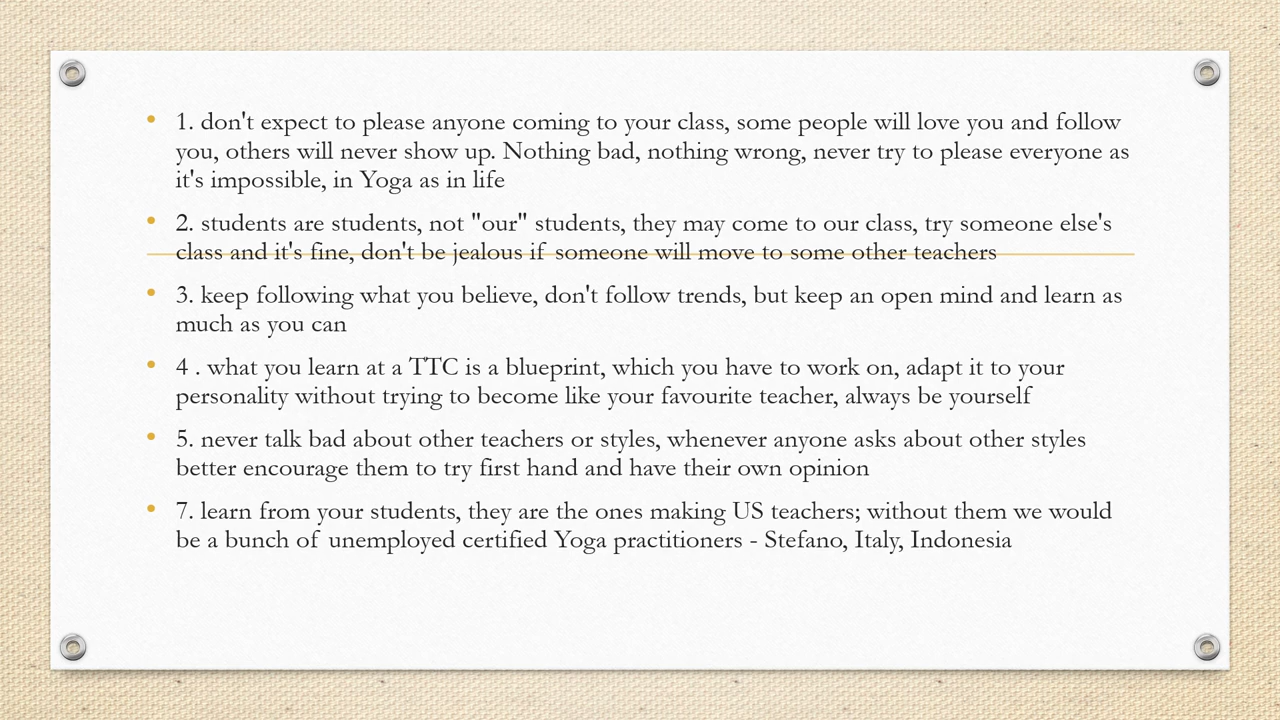 • 1. don't expect to please anyone coming to your class, some people will love you and follow
you, others will never show up. Nothing bad, nothing wrong, never try to please everyone as
it's impossible, in Yoga as in life
• 2. students are students, not "our" students, they may come to our class, try someone else's
class and it's fine, don't be jealous if someone will move to some other teachers
• 3. keep following what you believe, don't follow trends, but keep an open mind and learn as
much as you can
• 4 . what you learn at a TTC is a blueprint, which you have to work on, adapt it to your
personality without trying to become like your favourite teacher, always be yourself
• 5. never talk bad about other teachers or styles, whenever anyone asks about other styles
better encourage them to try first hand and have their own opinion
• 7. learn from your students, they are the ones making US teachers; without them we would
be a bunch of unemployed certified Yoga practitioners - Stefano, Italy, Indonesia